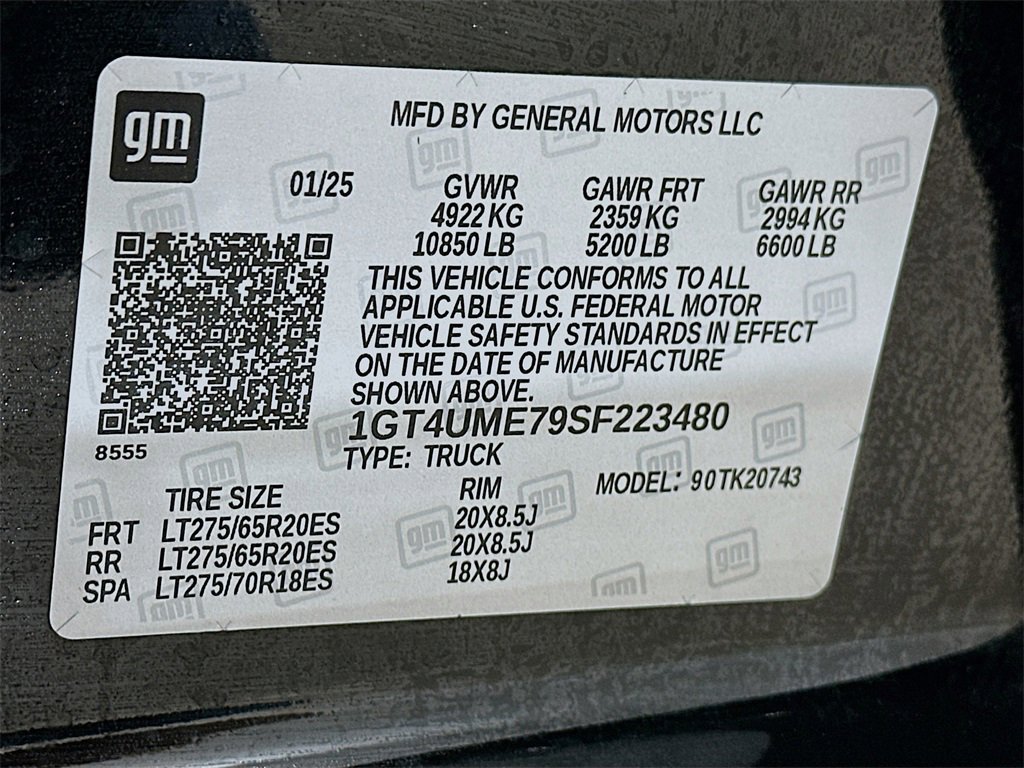 gm
MFD BY GENERAL MOTORS LLC
01/25 GVWR GAWR FRT GAWR RR
4922 KG 2359 KG 2994 KG
10850 LB 5200 LB 6600 LB
THIS VEHICLE CONFORMS TO ALL
APPLICABLE U.S. FEDERAL MOTOR
VEHICLE SAFETY STANDARDS IN EFFECT
ON THE DATE OF MANUFACTURE
SHOWN ABOVE.
1GT4UME79SF223480
8555
TYPE: TRUCK
TIRE SIZE RIM MODEL: 90TK20743
FRT LT275/65R20ES 20X8.5J
RR LT275/65R20ES 20X8.5J
SPA LT275/70R18ES 18X8J